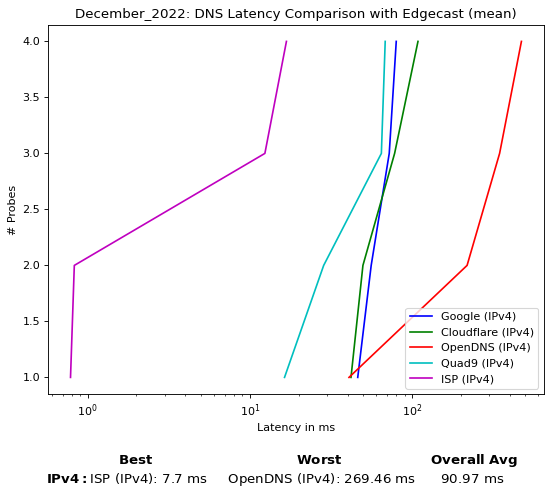 December_2022: DNS Latency Comparison with Edgecast (mean)
4.0
3.5
3.0
2.5
2.0
1.5
1.0
# Probes
10⁰ 10¹ 10²
Latency in ms
Google (IPv4)
Cloudflare (IPv4)
OpenDNS (IPv4)
Quad9 (IPv4)
ISP (IPv4)
Best Worst Overall Avg
IPv4: ISP (IPv4): 7.7 ms OpenDNS (IPv4): 269.46 ms 90.97 ms